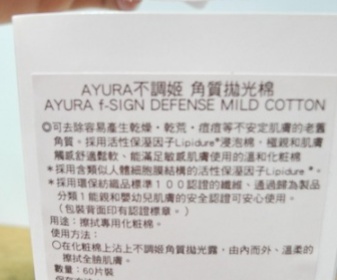 AYURA不調姬 角質拋光棉
AYURA f-SIGN DEFENSE MILD COTTON
◎可去除容易產生乾燥、乾荒、痘痘等不安定肌膚的老舊
角質。採用活性保濕因子Lipidure*浸泡棉，極親和肌膚
觸感舒適鬆軟、能滿足敏感肌膚使用的溫和化粧棉
＊採用含類似人體細胞膜結構的活性保濕因子Lipidure＊。
＊採用環保紡織品標準１００認證的纖維、通過歸為製品
分類1能親和嬰幼兒肌膚的安全認證可安心使用。
（包裝背面印有認證標章。）
用途：擦拭專用化粧棉。
使用方法：
○在化粧棉上沾上不調姬角質拋光露，由內而外、溫柔的
擦拭全臉肌膚。
數量：60片裝